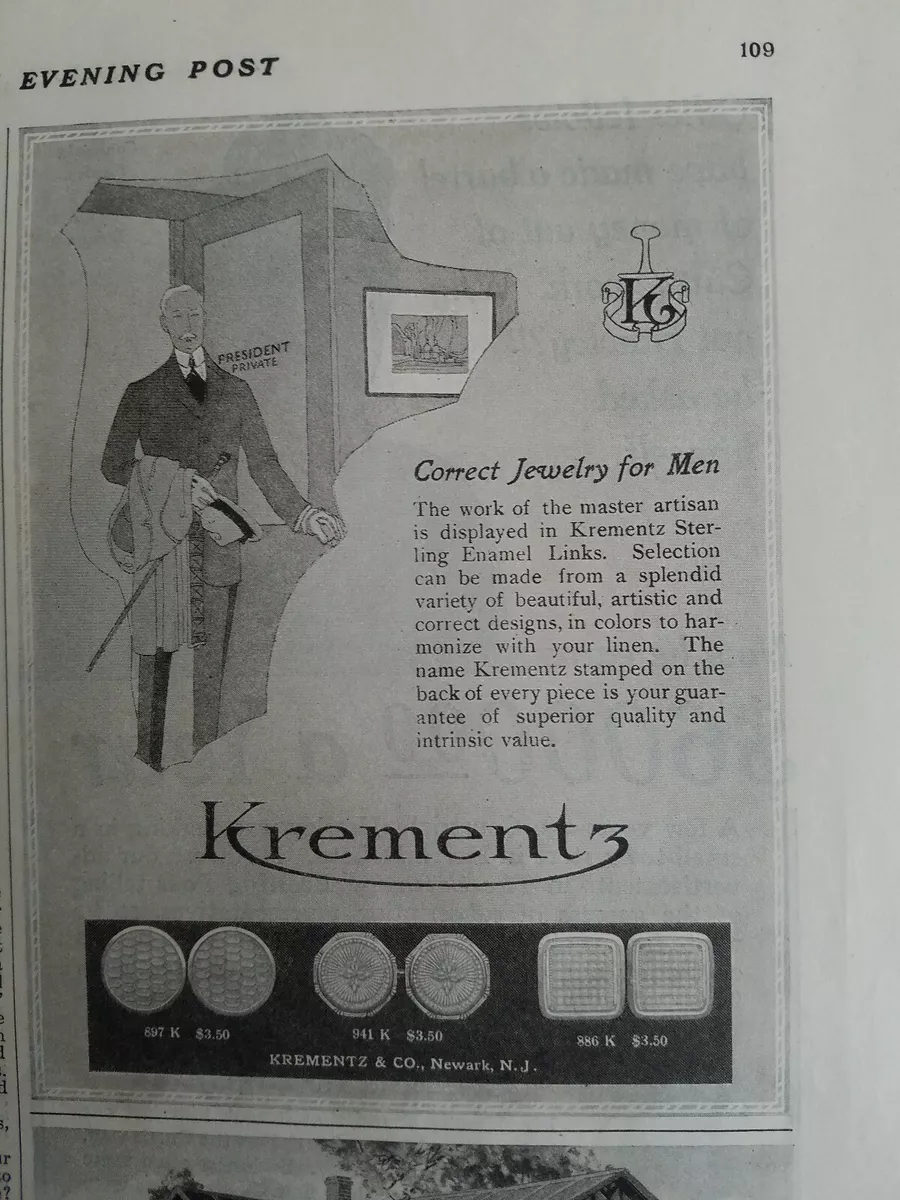 EVENING POST
109
PRESIDENT
PRIVATE
K
Correct Jewelry for Men
The work of the master artisan
is displayed in Krementz Ster-
ling Enamel Links. Selection
can be made from a splendid
variety of beautiful, artistic and
correct designs, in colors to har-
monize with your linen. The
name Krementz stamped on the
back of every piece is your guar-
antee of superior quality and
intrinsic value.
Krementz
897 K $3.50
941 K $3.50
886 K $3.50
KREMENTZ & CO., Newark, N.J.